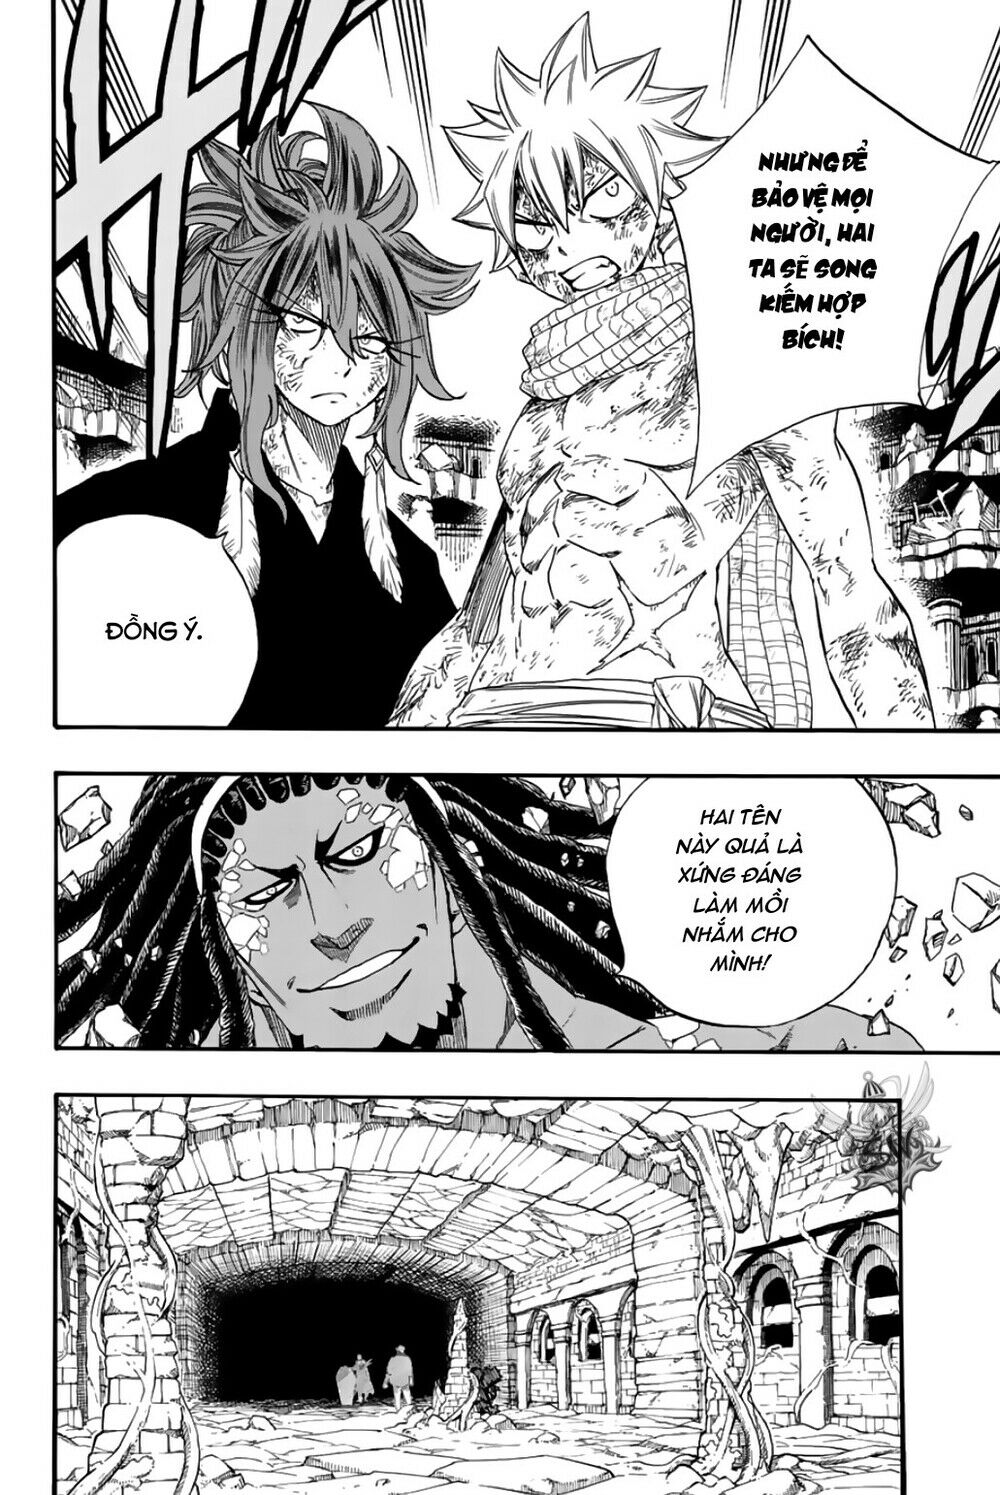 NHƯNG ĐỂ
BẢO VỆ MỌI
NGƯỜI, HAI
TA SẼ SONG
KIẾM HỢP
BÍCH!
ĐỒNG Ý.
HAI TÊN
NÀY QUẢ LÀ
XỨNG ĐÁNG
LÀM MỒI
NHẮM CHO
MÌNH!